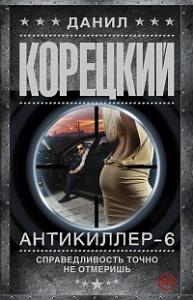 ДАНИЛ
КОРЕЦКИЙ
АНТИКИЛЛЕР-6
СПРАВЕДЛИВОСТЬ ТОЧНО
НЕ ОТМЕРИШЬ